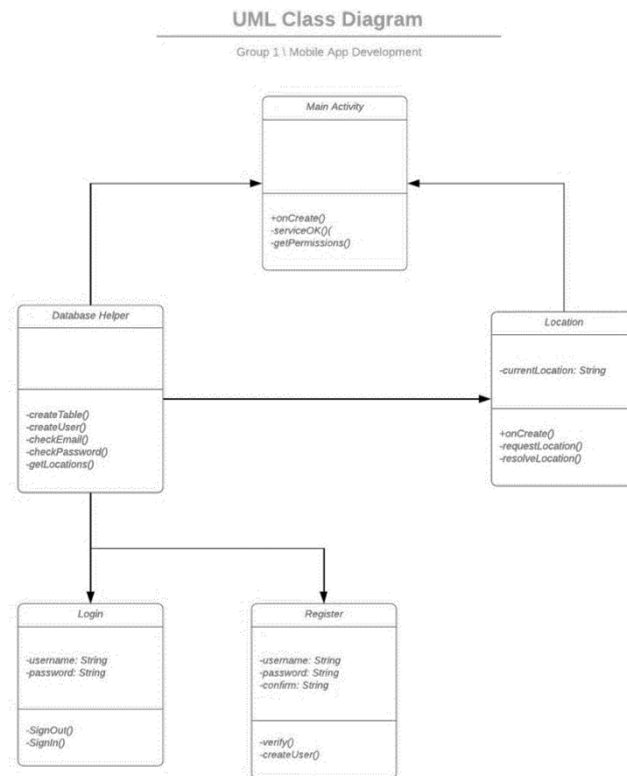 UML Class Diagram
Group 1 \ Mobile App Development
Main Activity
+onCreate()
-serviceOK()(
-getPermissions()
Database Helper
-createTable()
-createUser()
-checkEmail()
-checkPassword()
-getLocations()
Location
-currentLocation: String
+onCreate()
-requestLocation()
-resolveLocation()
Login
-username: String
-password: String
-SignOut()
-SignIn()
Register
-username: String
-password: String
-confirm: String
-verify()
-createUser()